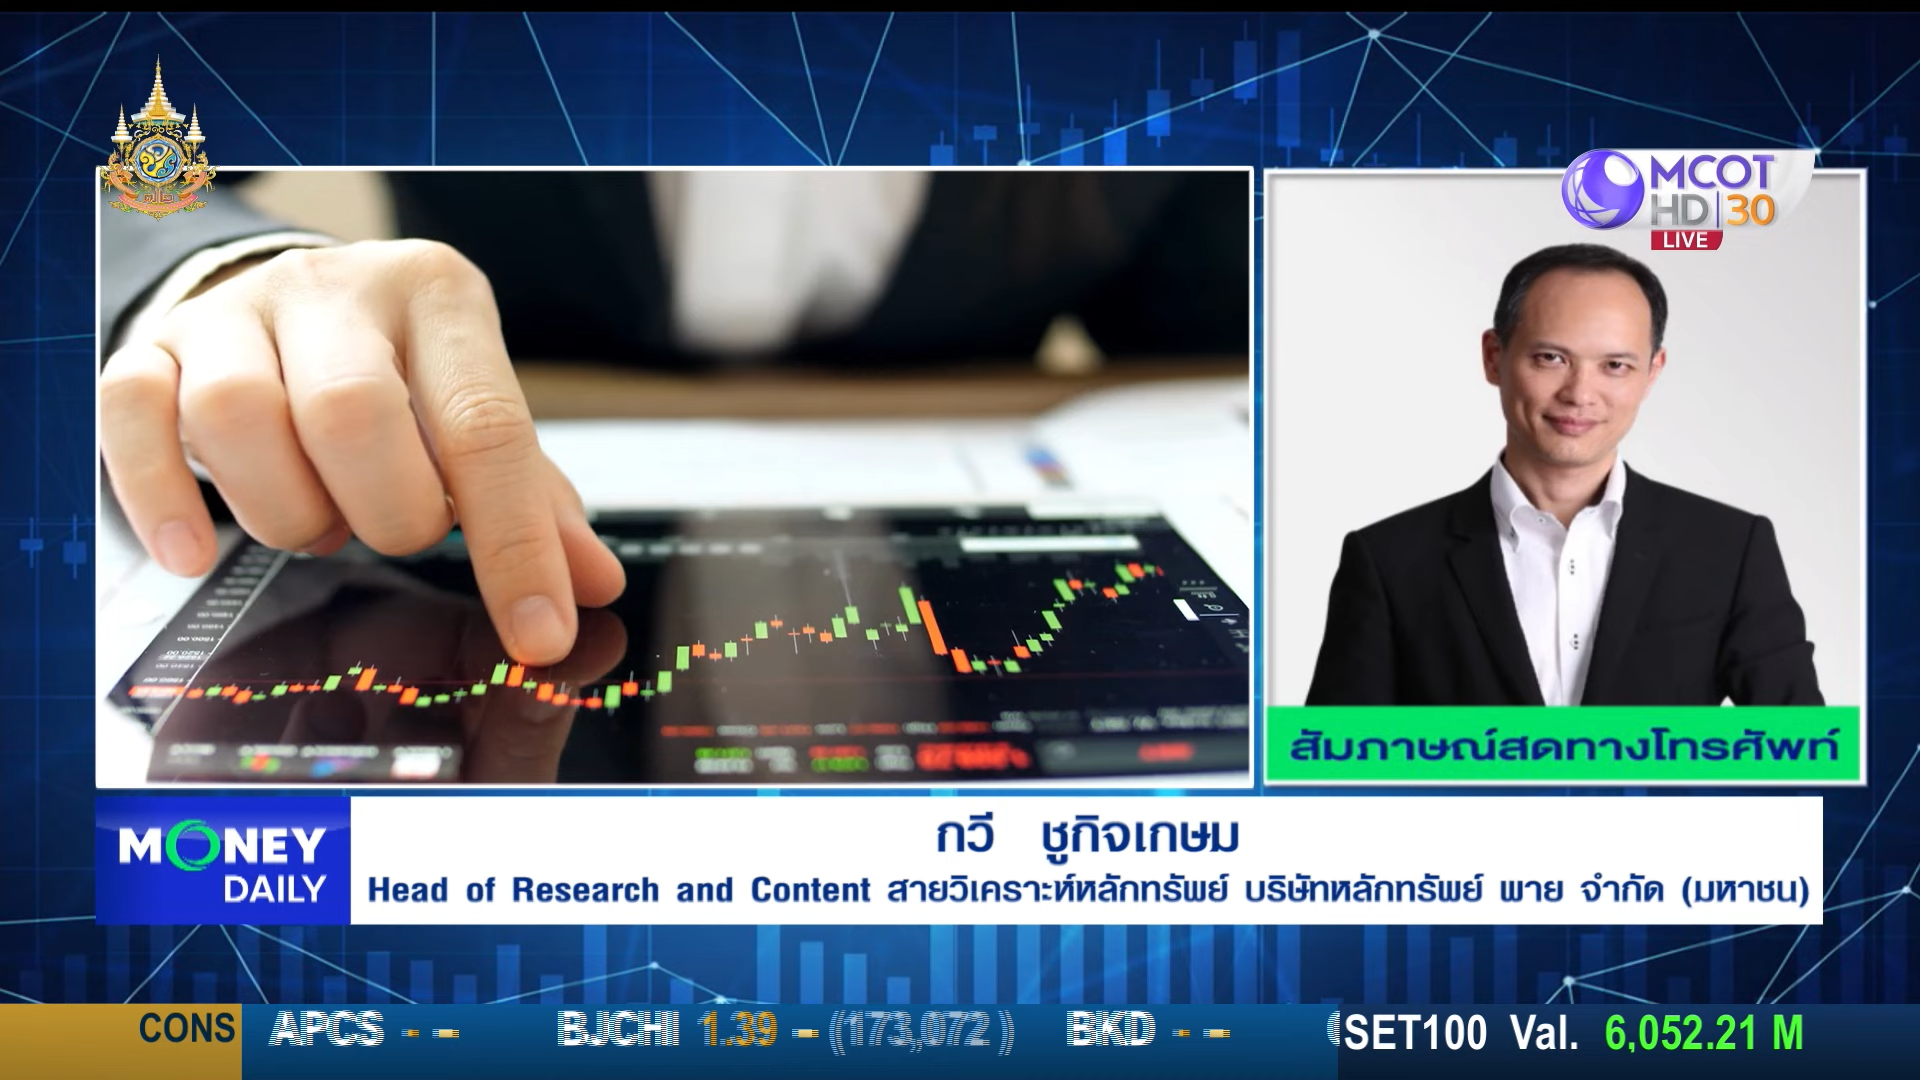 MCOT
HD 30
LIVE
สัมภาษณ์สดทางโทรศัพท์
MONEY
DAILY
กวี ชูกิจเกษม
Head of Research and Content สายวิเคราะห์หลักทรัพย์ บริษัทหลักทรัพย์ พาย จำกัด (มหาชน)
CONS APCS - - BJCHI 1.39 - (173,072) BKD - - SET100 Val. 6,052.21 M